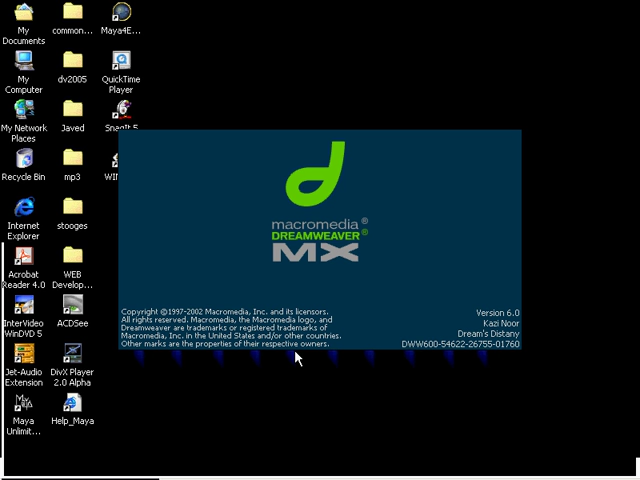 My
Documents
common...
Maya4E...
My
Computer
dv2005
QuickTime
Player
My Network
Places
Javed
SnagIt 5
Recycle Bin
mp3
WIN
Internet
Explorer
stooges
Acrobat
Reader 4.0
WEB
Develop...
InterVideo
WinDVD 5
ACDSee
Jet-Audio
Extension
DivX Player
2.0 Alpha
Maya
Unlimit...
Help_Maya
macromedia®
DREAMWEAVER®
MX
Copyright ©1997-2002 Macromedia, Inc. and its licensors.
All rights reserved. Macromedia, the Macromedia logo, and
Dreamweaver are trademarks or registered trademarks of
Macromedia, Inc. in the United States and/or other countries.
Other marks are the properties of their respective owners.
Version 6.0
Kazi Noor
Dream's Distany
DWW600-54622-26755-01760